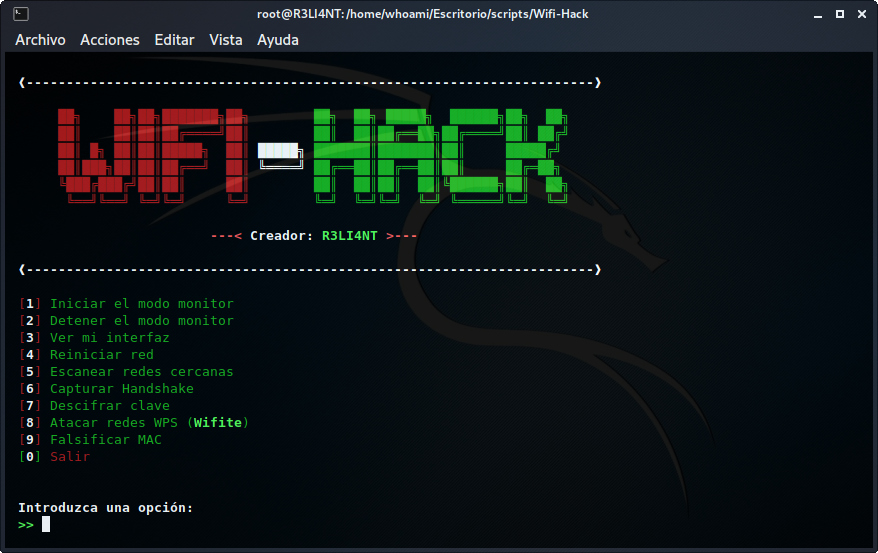 root@R3LI4NT:/home/whoami/Escritorio/scripts/Wifi-Hack
Archivo Acciones Editar Vista Ayuda
WIFI-HACK
---< Creador: R3LI4NT >---
[1] Iniciar el modo monitor
[2] Detener el modo monitor
[3] Ver mi interfaz
[4] Reiniciar red
[5] Escanear redes cercanas
[6] Capturar Handshake
[7] Descifrar clave
[8] Atacar redes WPS (Wifite)
[9] Falsificar MAC
[0] Salir
Introduzca una opción:
>>